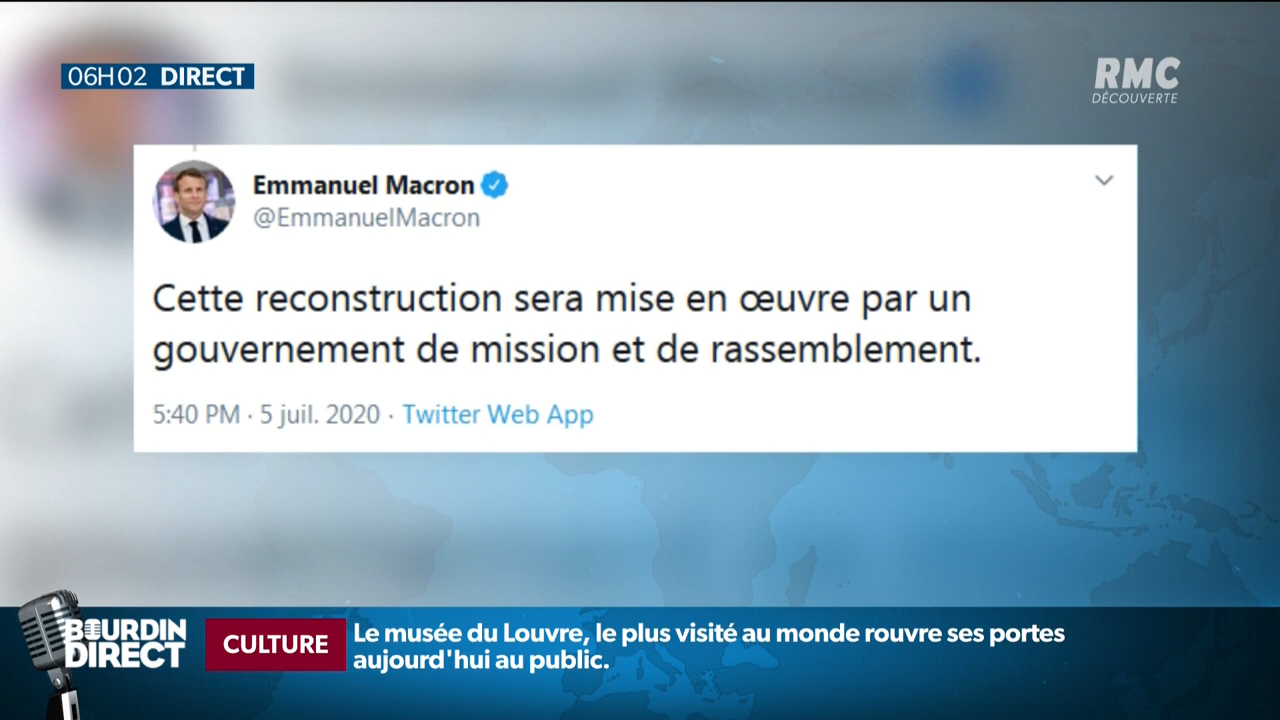 06H02 DIRECT
RMC
DÉCOUVERTE
Emmanuel Macron
@EmmanuelMacron
Cette reconstruction sera mise en œuvre par un
gouvernement de mission et de rassemblement.
5:40 PM · 5 juil. 2020 · Twitter Web App
BOURDIN
DIRECT
CULTURE
Le musée du Louvre, le plus visité au monde rouvre ses portes
aujourd'hui au public.